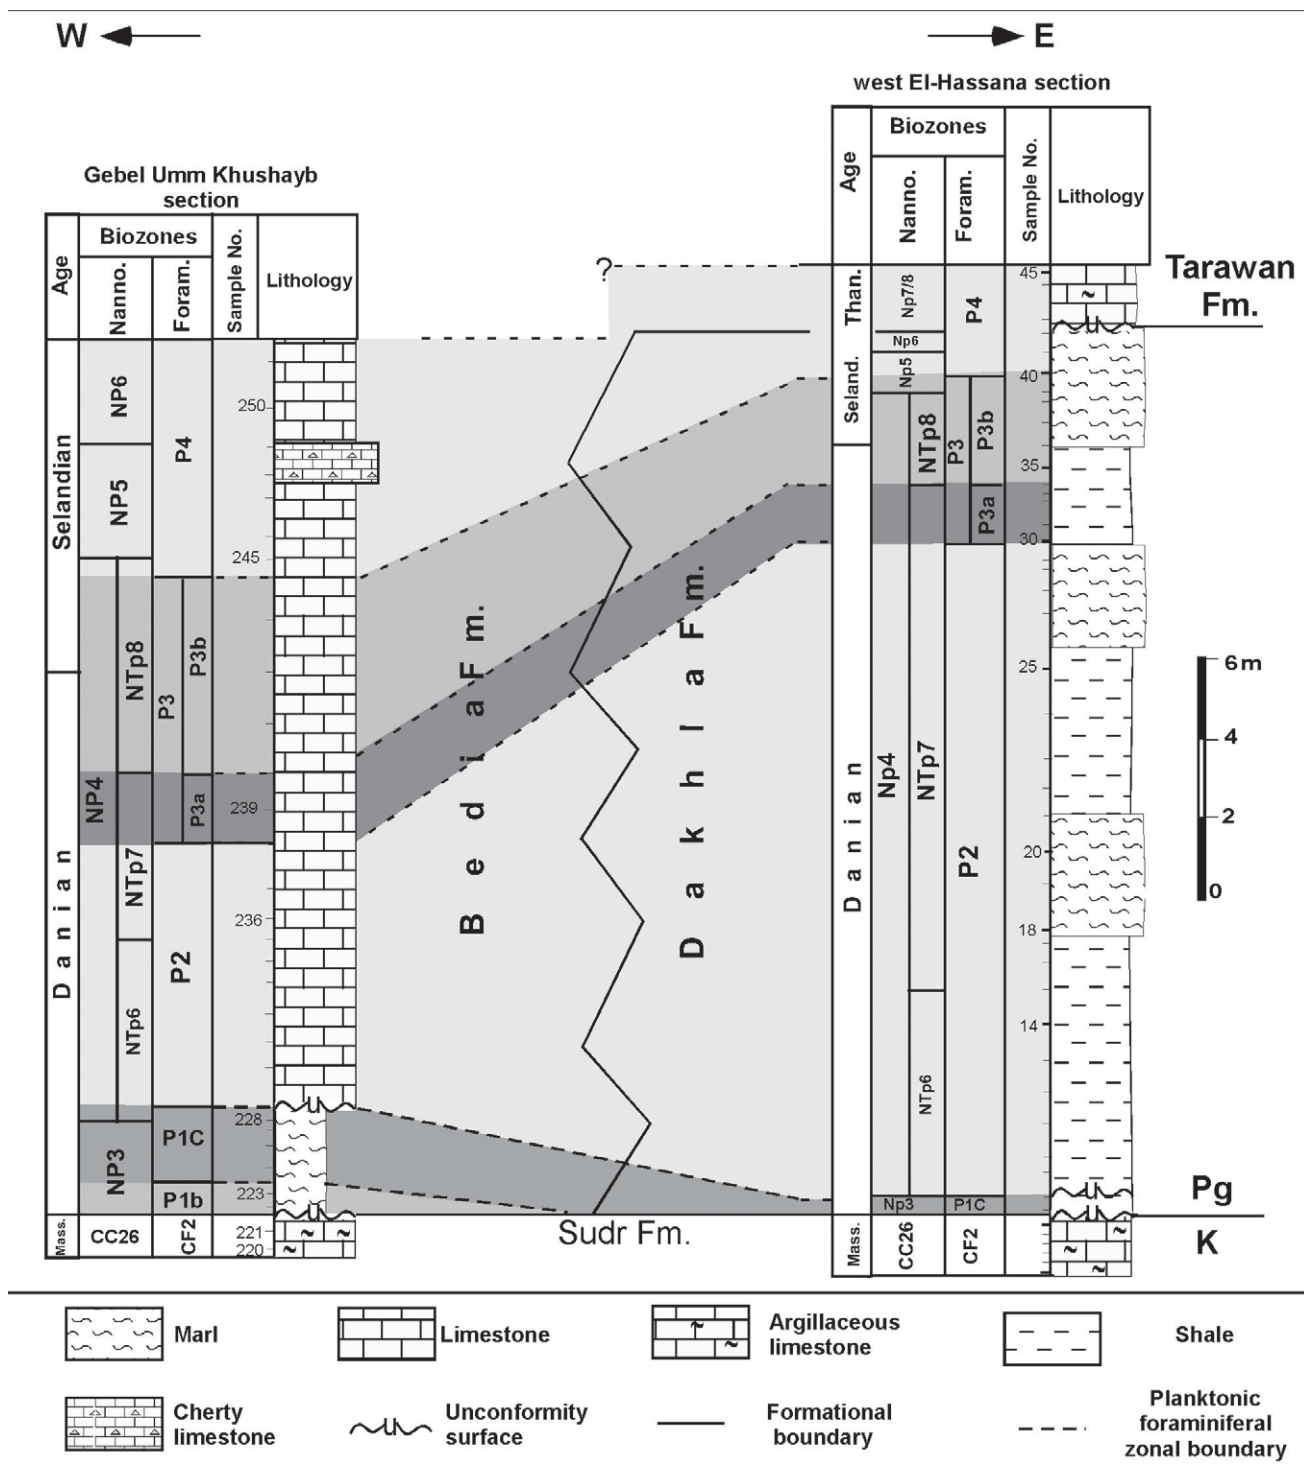 W
E
west El-Hassana section
Gebel Umm Khushayb
section
Age
Biozones
Nanno.
Foram.
Sample No.
Lithology
Selandian
Danian
Mass.
NP6
NP5
NP4
NTp8
NTp7
NTp6
NP3
CC26
P4
P3
P3b
P3a
P2
P1C
P1b
CF2
250
245
239
236
228
223
221
220
?
Bedia Fm.
Dakhla Fm.
Sudr Fm.
Age
Biozones
Nanno.
Foram.
Sample No.
Lithology
Than.
Seland.
Danian
Mass.
Np7/8
Np6
Np5
Np4
NTp8
NTp7
NTp6
Np3
CC26
P4
P3
P3b
P3a
P2
P1C
CF2
45
40
35
30
25
20
18
14
Tarawan
Fm.
6m
4
2
0
Pg
K
Marl
Limestone
Argillaceous
limestone
Shale
Cherty
limestone
Unconformity
surface
Formational
boundary
Planktonic
foraminiferal
zonal boundary